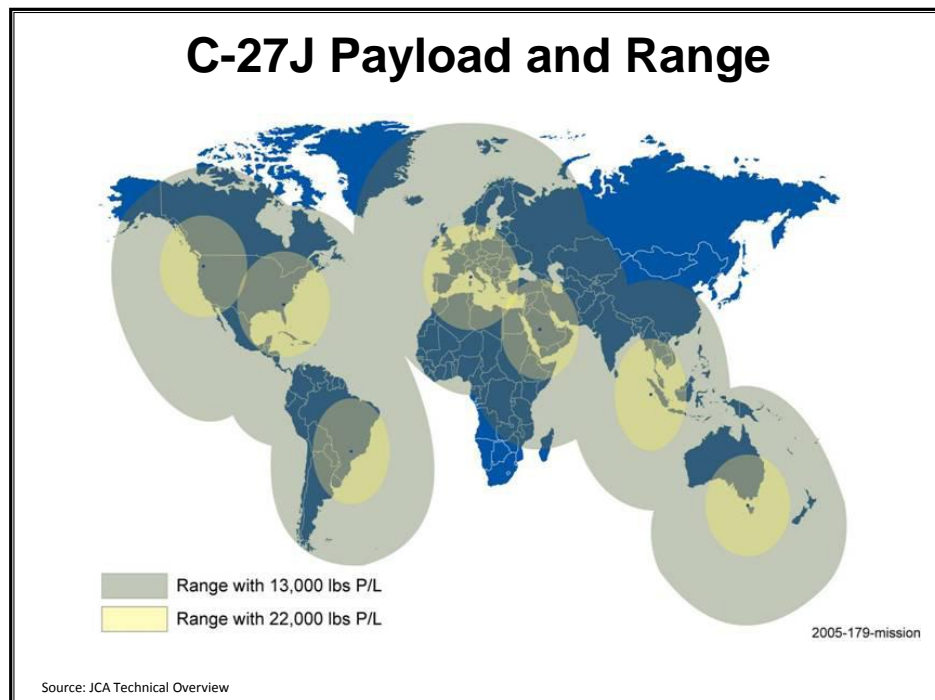 C-27J Payload and Range
Range with 13,000 lbs P/L
Range with 22,000 lbs P/L
2005-179-mission
Source: JCA Technical Overview